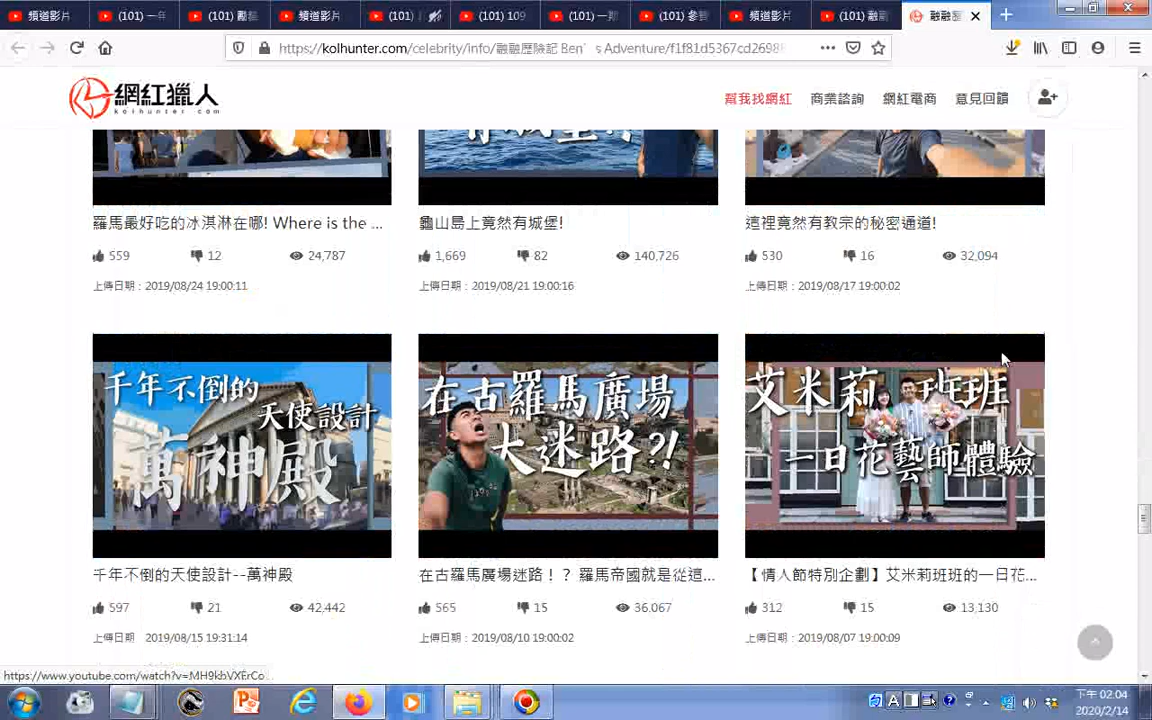 頻道影片
(101) 一年
(101)
頻道影片
(101)
(101) 109
(101) 一
(101) 參
頻道影片
(101) 融
融融歷
https://kolhunter.com/celebrity/info/融融歷險記 Ben's Adventure/f1f81d5367cd2698
網紅獵人
kolhunter.com
幫我找網紅 商業諮詢 網紅電商 意見回饋
羅馬最好吃的冰淇淋在哪! Where is the ...
龜山島上竟然有城堡!
這裡竟然有教宗的秘密通道!
559 12 24,787
1,669 82 140,726
530 16 32,094
上傳日期：2019/08/24 19:00:11
上傳日期：2019/08/21 19:00:16
上傳日期：2019/08/17 19:00:02
千年不倒的
天使設計
萬神殿
在古羅馬廣場
大迷路?!
艾米莉 班班
一日花藝師體驗
千年不倒的天使設計--萬神殿
在古羅馬廣場迷路！？ 羅馬帝國就是從這...
【情人節特別企劃】艾米莉班班的一日花...
597 21 42,442
565 15 36,067
312 15 13,130
上傳日期 2019/08/15 19:31:14
上傳日期：2019/08/10 19:00:02
上傳日期：2019/08/07 19:00:09
https://www.youtube.com/watch?v=MH9kbVXErCo
下午 02:04
2020/2/14